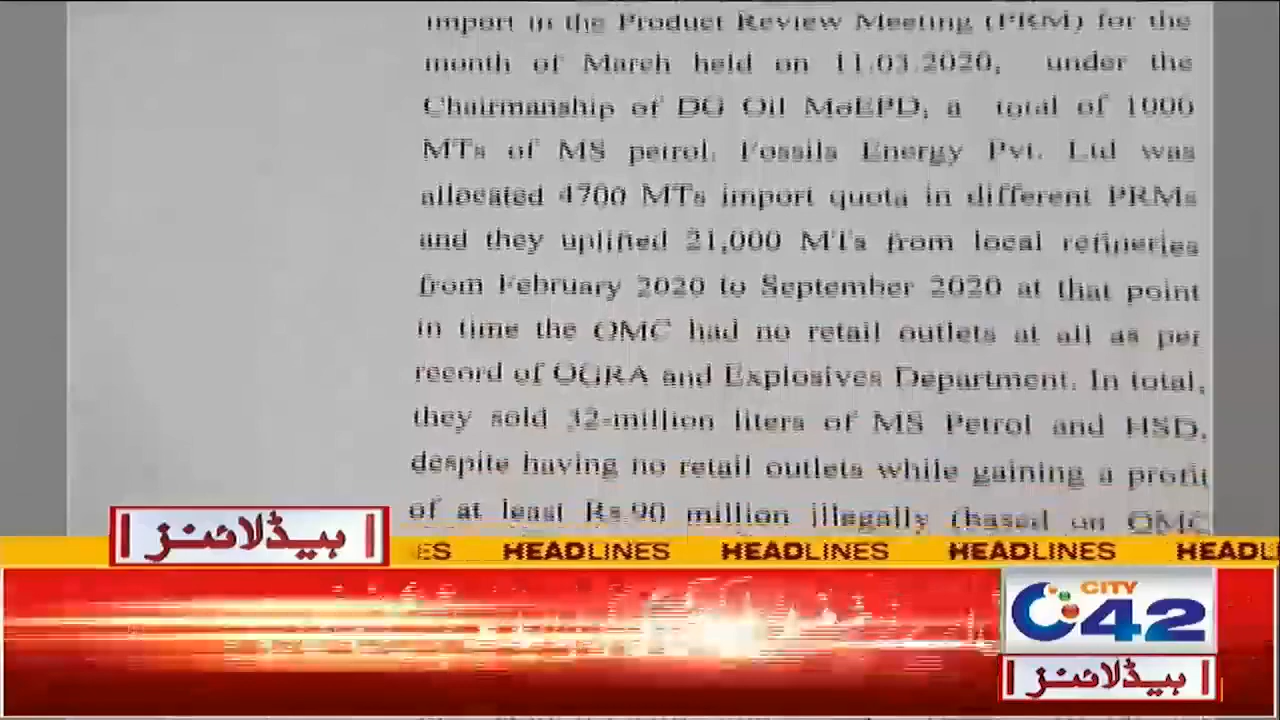 import in the Product Review Meeting (PRM) for the
month of March held on 11.03.2020, under the
Chairmanship of DG Oil MoEPD, a total of 1000
MTs of MS petrol. Fossils Energy Pvt. Ltd was
allocated 4700 MTs import quota in different PRMs
and they uplifted 21,000 MTs from local refineries
from February 2020 to September 2020 at that point
in time the OMC had no retail outlets at all as per
record of OGRA and Explosives Department. In total,
they sold 32-million liters of MS Petrol and HSD,
despite having no retail outlets while gaining a profit
of at least Rs.90 million illegally (based on OMC
ہیڈلائنز
ES HEADLINES HEADLINES HEADLINES HEADL
CITY
42
ہیڈلائنز